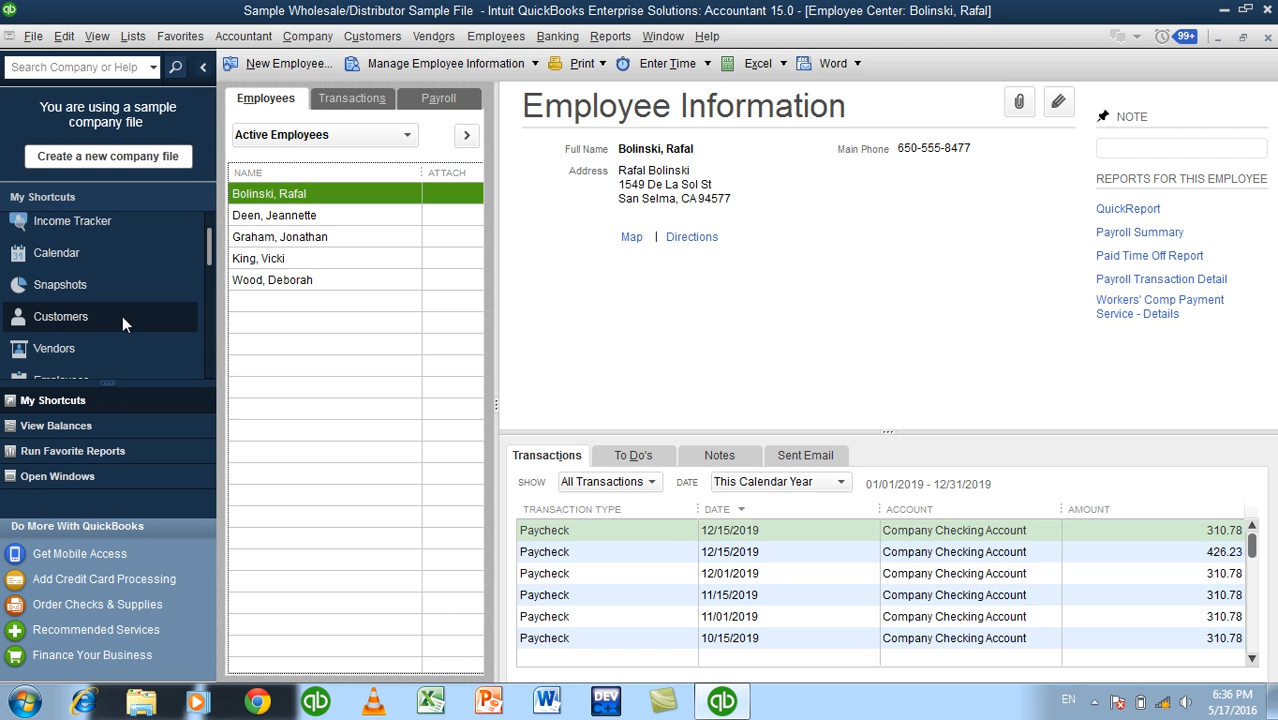 Sample Wholesale/Distributor Sample File - Intuit QuickBooks Enterprise Solutions: Accountant 15.0 - [Employee Center: Bolinski, Rafal]
File Edit View Lists Favorites Accountant Company Customers Vendors Employees Banking Reports Window Help
99+
Search Company or Help
New Employee... Manage Employee Information Print Enter Time Excel Word
You are using a sample
company file
Create a new company file
My Shortcuts
Income Tracker
Calendar
Snapshots
Customers
Vendors
Employees
My Shortcuts
View Balances
Run Favorite Reports
Open Windows
Do More With QuickBooks
Get Mobile Access
Add Credit Card Processing
Order Checks & Supplies
Recommended Services
Finance Your Business
Employees Transactions Payroll
Active Employees
NAME ATTACH
Bolinski, Rafal
Deen, Jeannette
Graham, Jonathan
King, Vicki
Wood, Deborah
Employee Information
Full Name Bolinski, Rafal
Address Rafal Bolinski
1549 De La Sol St
San Selma, CA 94577
Main Phone 650-555-8477
Map | Directions
NOTE
REPORTS FOR THIS EMPLOYEE
QuickReport
Payroll Summary
Paid Time Off Report
Payroll Transaction Detail
Workers' Comp Payment
Service - Details
Transactions To Do's Notes Sent Email
SHOW All Transactions DATE This Calendar Year 01/01/2019 - 12/31/2019
TRANSACTION TYPE DATE ACCOUNT AMOUNT
Paycheck 12/15/2019 Company Checking Account 310.78
Paycheck 12/15/2019 Company Checking Account 426.23
Paycheck 12/01/2019 Company Checking Account 310.78
Paycheck 11/15/2019 Company Checking Account 310.78
Paycheck 11/01/2019 Company Checking Account 310.78
Paycheck 10/15/2019 Company Checking Account 310.78
EN
6:36 PM
5/17/2016
qb
DEV
C++
qb